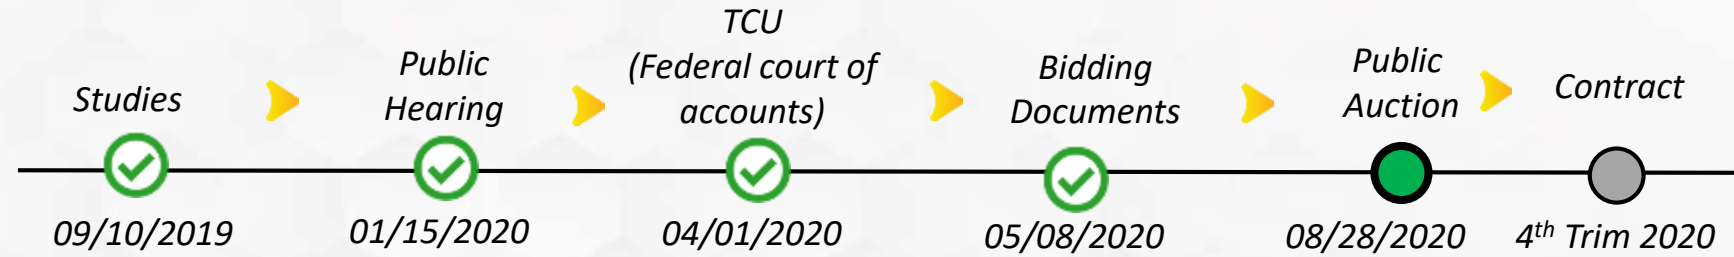 Studies
09/10/2019
Public
Hearing
01/15/2020
TCU
(Federal court of
accounts)
04/01/2020
Bidding
Documents
05/08/2020
Public
Auction
08/28/2020
Contract
4th Trim 2020